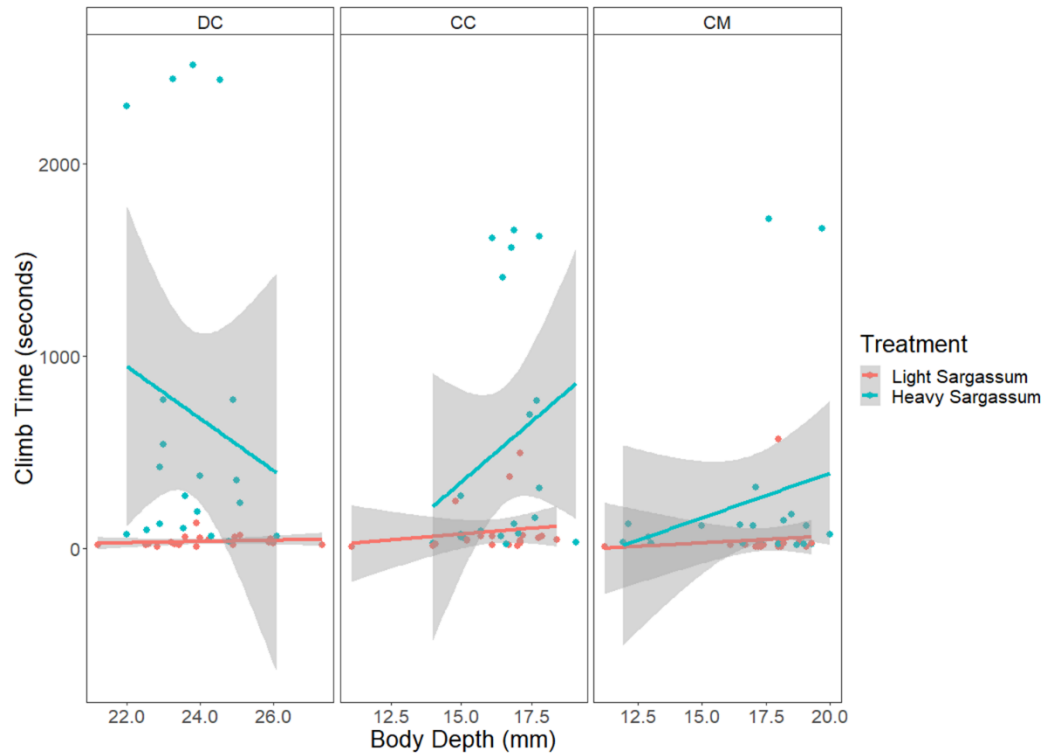 DC CC CM
2000
1000
0
Climb Time (seconds)
22.0 24.0 26.0 12.5 15.0 17.5 12.5 15.0 17.5 20.0
Body Depth (mm)
Treatment
Light Sargassum
Heavy Sargassum